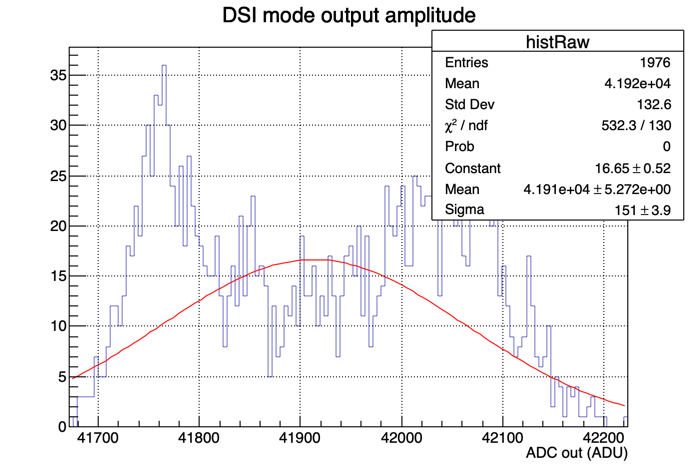 DSI mode output amplitude
histRaw
Entries 1976
Mean 4.192e+04
Std Dev 132.6
χ² / ndf 532.3 / 130
Prob 0
Constant 16.65 ± 0.52
Mean 4.191e+04 ± 5.272e+00
Sigma 151 ± 3.9
35
30
25
20
15
10
5
0
41700 41800 41900 42000 42100 42200
ADC out (ADU)